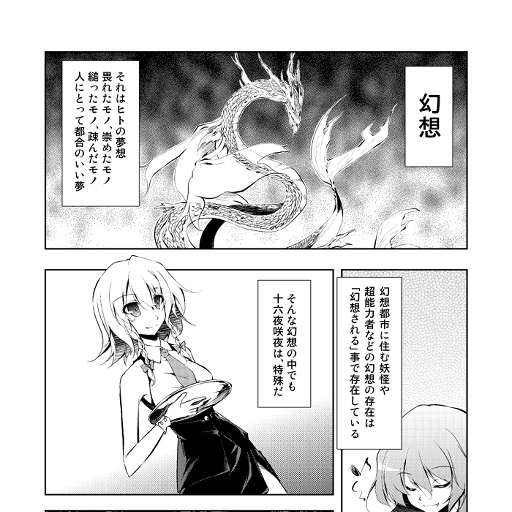 幻想
それはヒトの夢想
畏れたモノ、崇めたモノ
縋ったモノ、疎んだモノ
人にとって都合のいい夢
幻想都市に住む妖怪や
超能力者などの幻想の存在は
「幻想される」事で存在している
そんな幻想の中でも
十六夜咲夜は、特殊だ